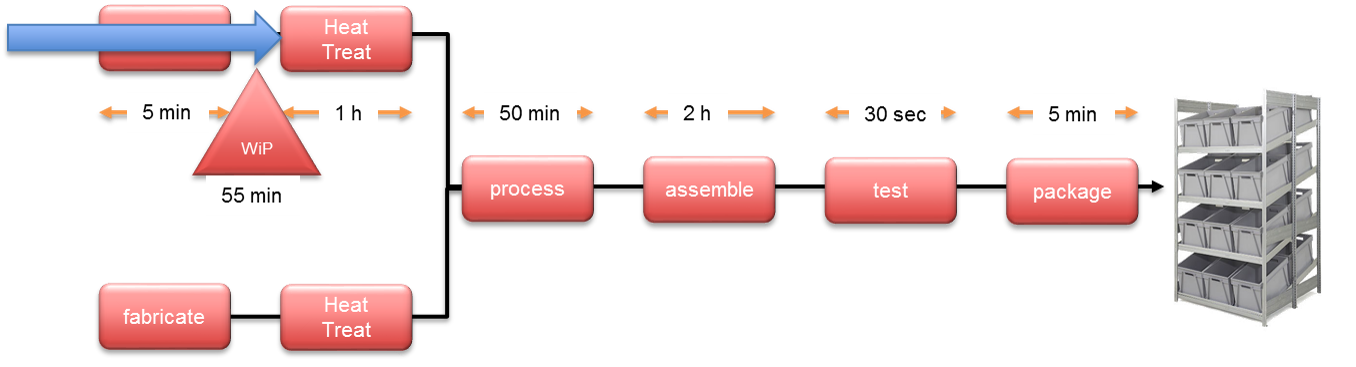 Heat
Treat
5 min
1 h
50 min
2 h
30 sec
5 min
WiP
55 min
process
assemble
test
package
fabricate
Heat
Treat